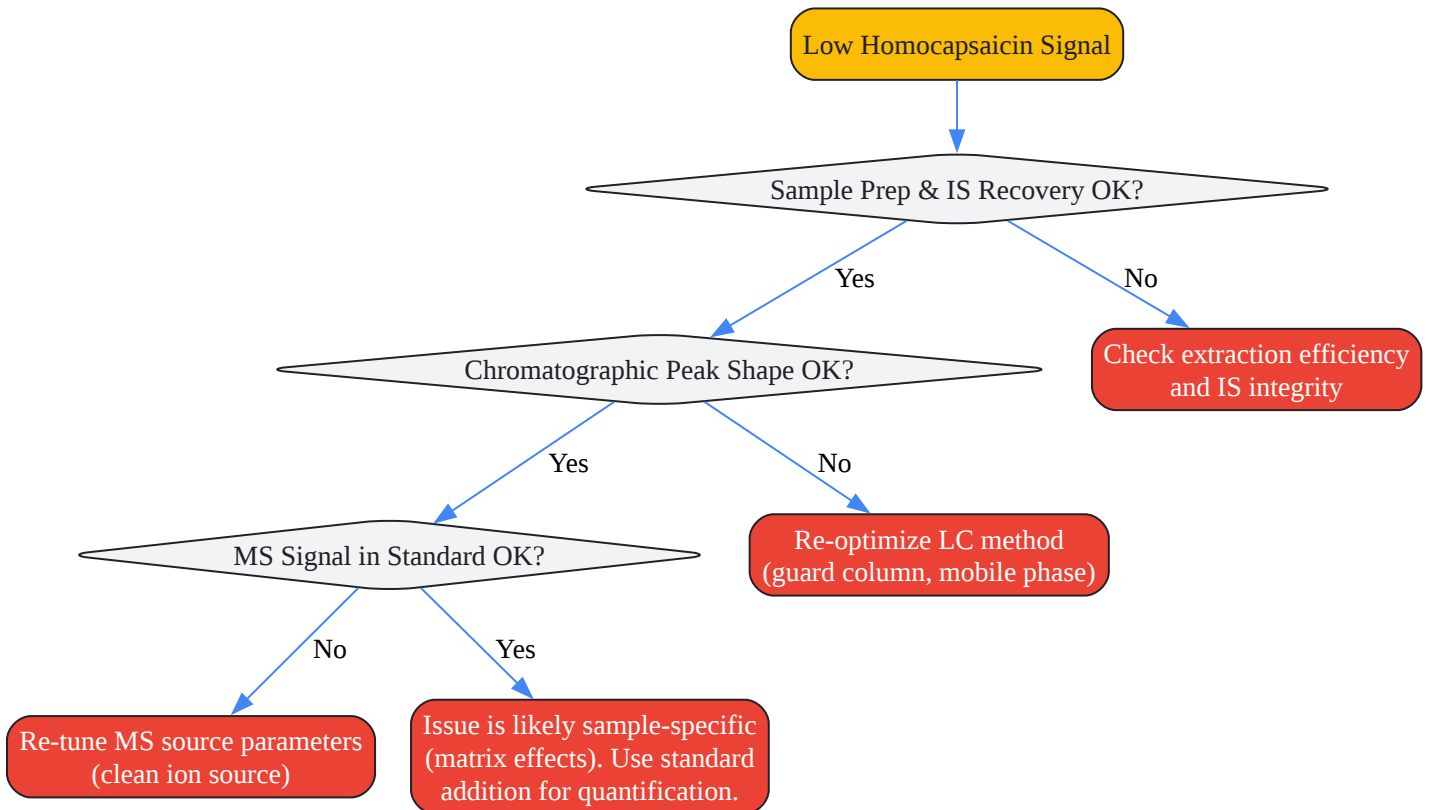 Low Homocapsaicin Signal
Sample Prep & IS Recovery OK?
Yes
No
Check extraction efficiency
and IS integrity
Chromatographic Peak Shape OK?
Yes
No
Re-optimize LC method
(guard column, mobile phase)
MS Signal in Standard OK?
No
Yes
Re-tune MS source parameters
(clean ion source)
Issue is likely sample-specific
(matrix effects). Use standard
addition for quantification.